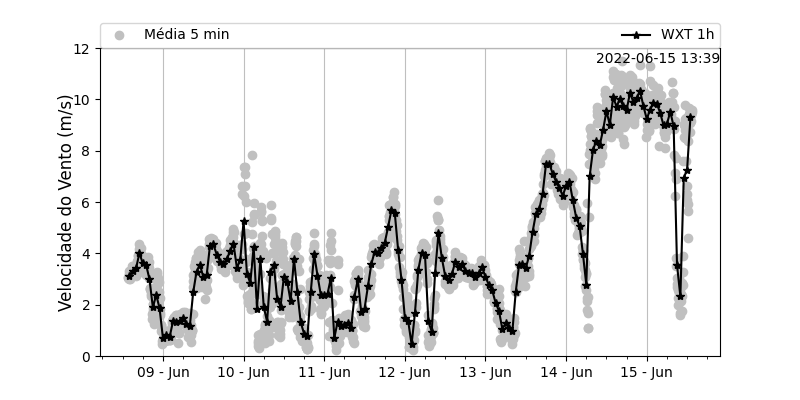 Média 5 min
WXT 1h
2022-06-15 13:39
Velocidade do Vento (m/s)
12
10
8
6
4
2
0
09 - Jun
10 - Jun
11 - Jun
12 - Jun
13 - Jun
14 - Jun
15 - Jun